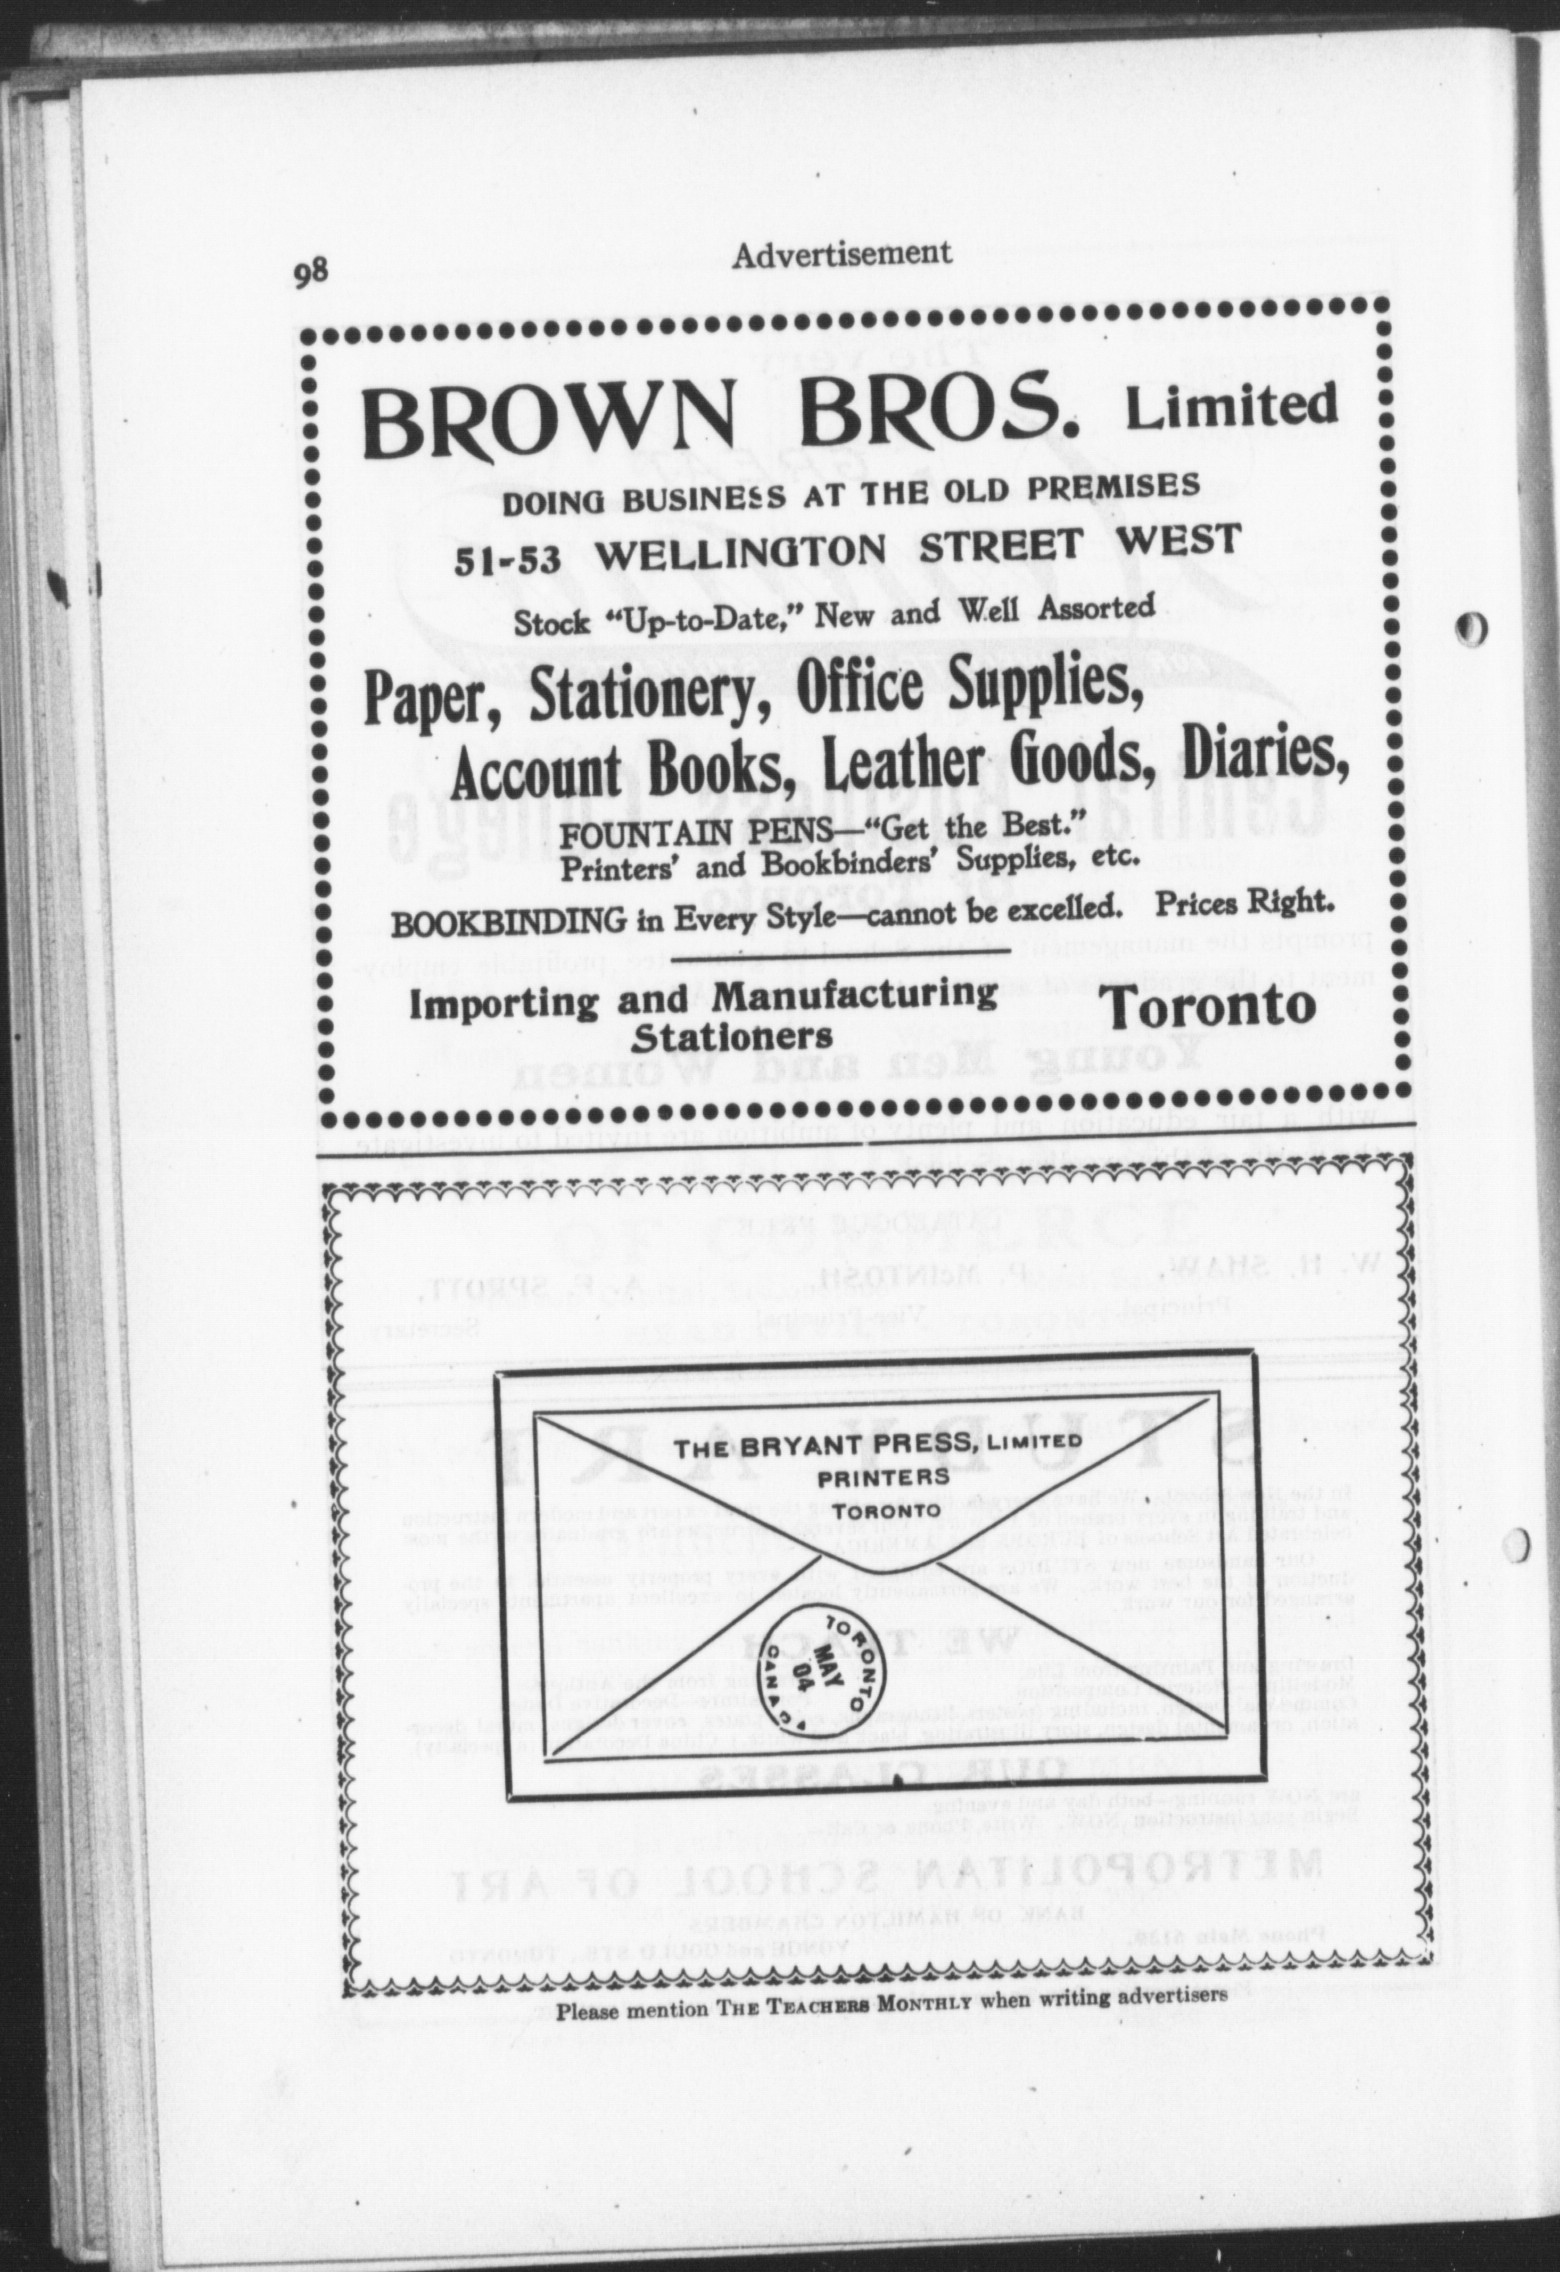 98
Advertisement
BROWN BROS. Limited
DOING BUSINESS AT THE OLD PREMISES
51-53 WELLINGTON STREET WEST
Stock “Up-to-Date,” New and Well Assorted
Paper, Stationery, Office Supplies,
Account Books, Leather Goods, Diaries,
FOUNTAIN PENS—“Get the Best.”
Printers’ and Bookbinders’ Supplies, etc.
BOOKBINDING in Every Style—cannot be excelled. Prices Right.
Importing and Manufacturing
Stationers
Toronto
THE BRYANT PRESS, LIMITED
PRINTERS
TORONTO
TORONTO
MAY
04
CANADA
Please mention THE TEACHERS MONTHLY when writing advertisers